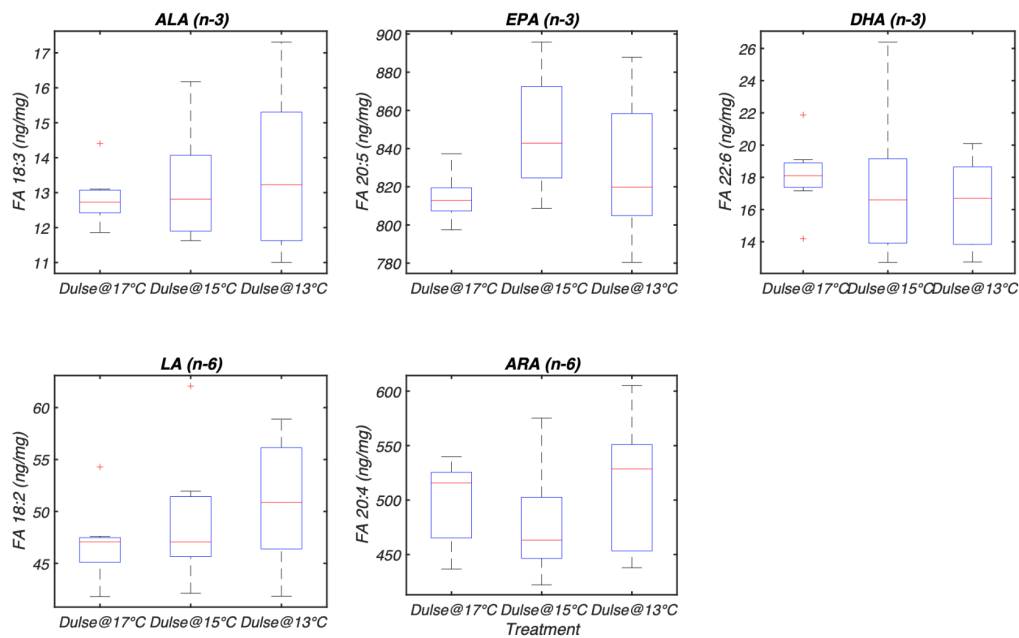 ALA (n-3)
FA 18:3 (ng/mg)
17
16
15
14
13
12
11
Dulse@17°C Dulse@15°C Dulse@13°C
EPA (n-3)
FA 20:5 (ng/mg)
900
880
860
840
820
800
780
Dulse@17°C Dulse@15°C Dulse@13°C
DHA (n-3)
FA 22:6 (ng/mg)
26
24
22
20
18
16
14
Dulse@17°C Dulse@15°C Dulse@13°C
LA (n-6)
FA 18:2 (ng/mg)
60
55
50
45
Dulse@17°C Dulse@15°C Dulse@13°C
ARA (n-6)
FA 20:4 (ng/mg)
600
550
500
450
Dulse@17°C Dulse@15°C Dulse@13°C
Treatment